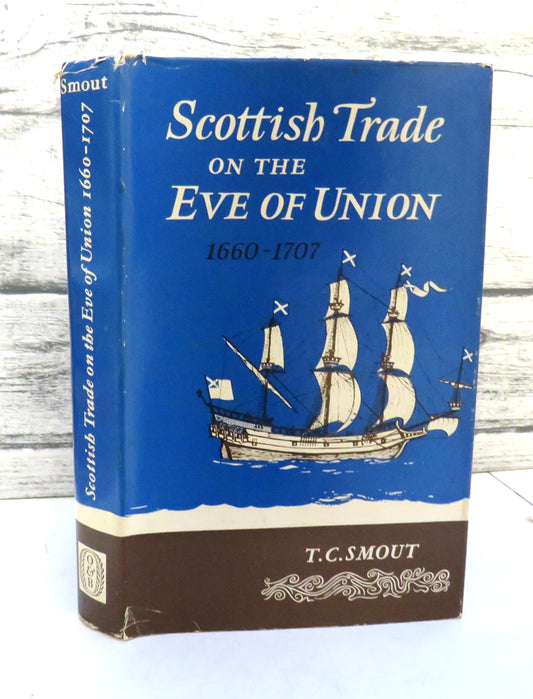 Smout
Scottish Trade on the Eve of Union 1660-1707
O
&
B
Scottish Trade
ON THE
EVE OF UNION
1660-1707
T.C.SMOUT